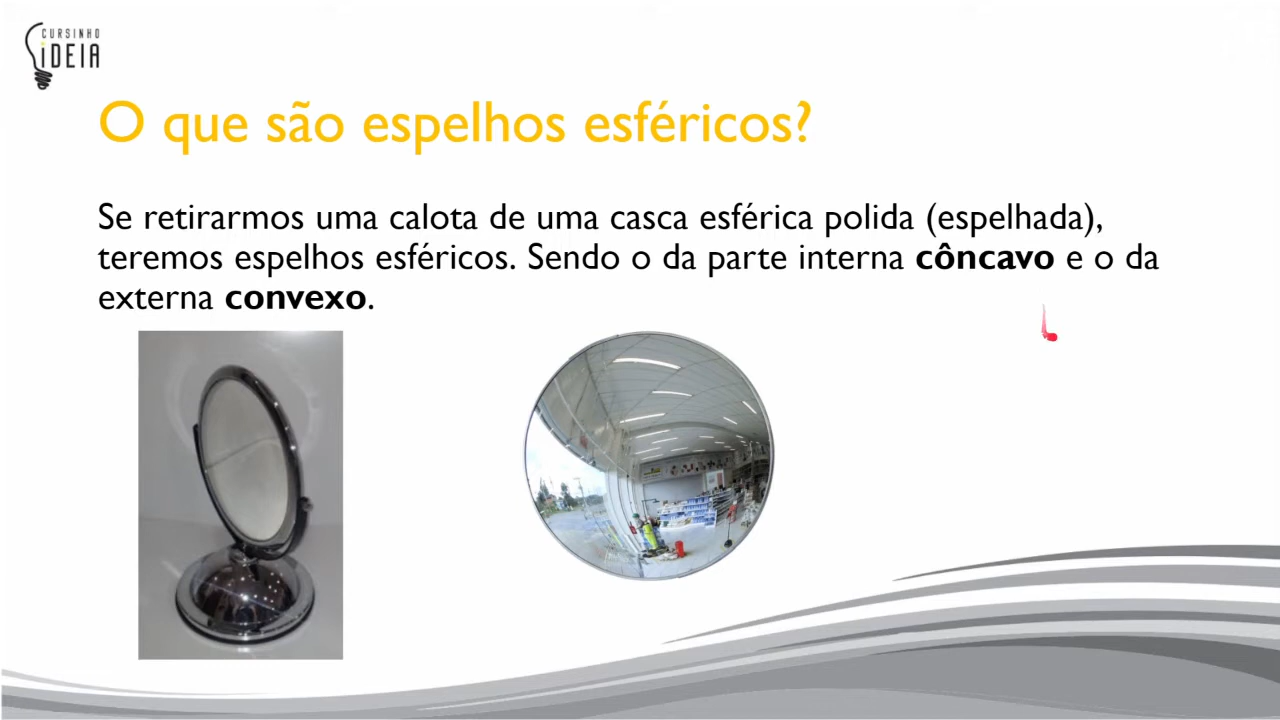 CURSINHO
iDEIA
O que são espelhos esféricos?
Se retirarmos uma calota de uma casca esférica polida (espelhada),
teremos espelhos esféricos. Sendo o da parte interna côncavo e o da
externa convexo.